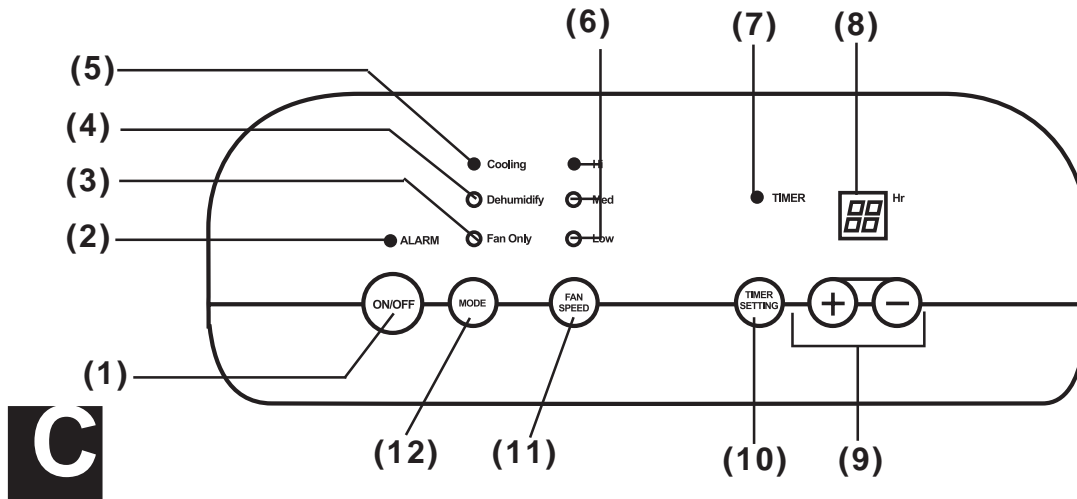 (6)
(7)
(8)
(5)
(4)
(3)
(2)
Cooling
Hi
Dehumidify
Med
TIMER
Hr
ALARM
Fan Only
Low
ON/OFF
MODE
FAN
SPEED
TIMER
SETTING
+
−
(1)
(12)
(11)
(10)
(9)
C